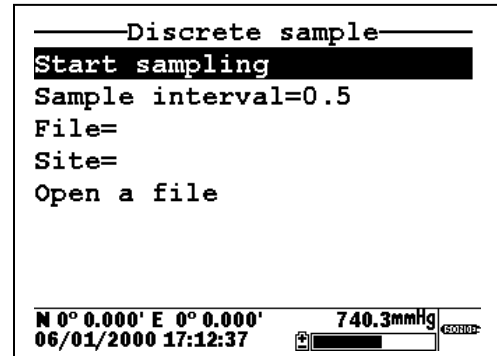 Discrete sample
Start sampling
Sample interval=0.5
File=
Site=
Open a file
N 0° 0.000' E 0° 0.000' 740.3mmHg
06/01/2000 17:12:37